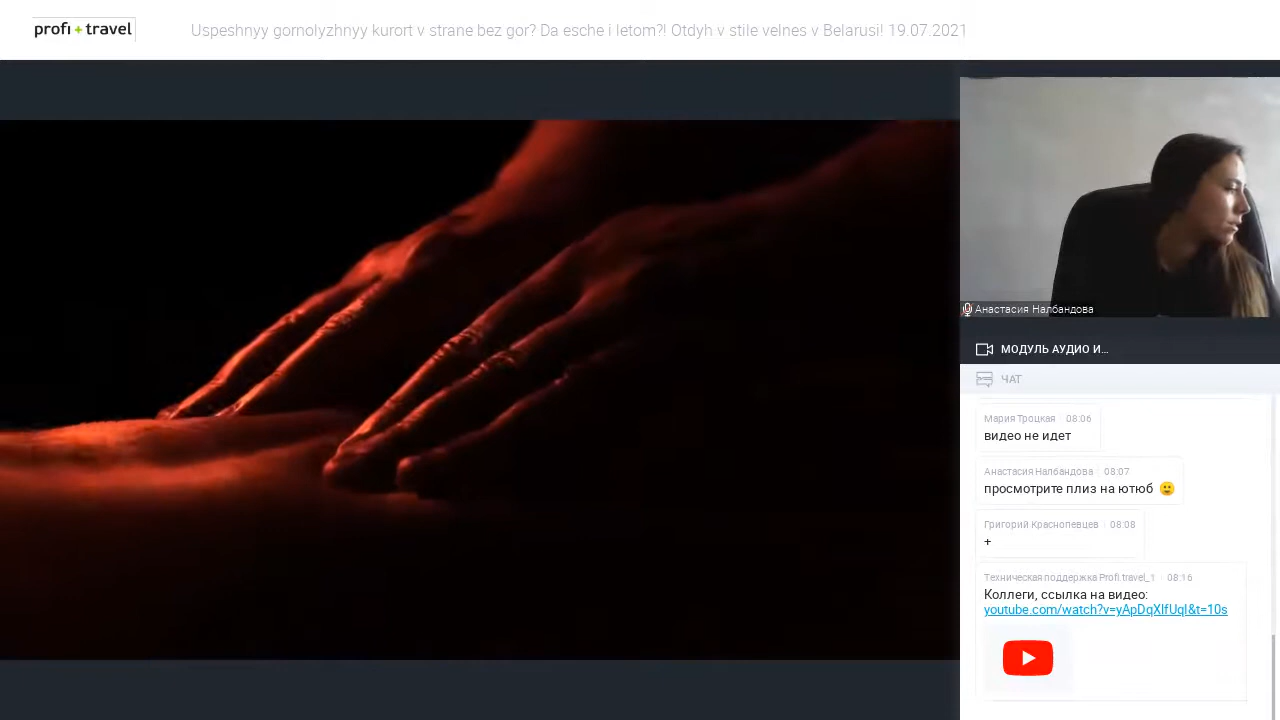 profi + travel
Uspeshnyy gornolyzhnyy kurort v strane bez gor? Da esche i letom?! Otdyh v stile velnes v Belarusi! 19.07.2021
Анастасия Налбандова
МОДУЛЬ АУДИО И...
ЧАТ
Мария Троцкая 08:06
видео не идет
Анастасия Налбандова 08:07
просмотрите плиз на ютюб 🙂
Григорий Краснопевцев 08:08
+
Техническая поддержка Profi.travel_1 08:16
Коллеги, ссылка на видео:
youtube.com/watch?v=yApDqXlfUqI&t=10s